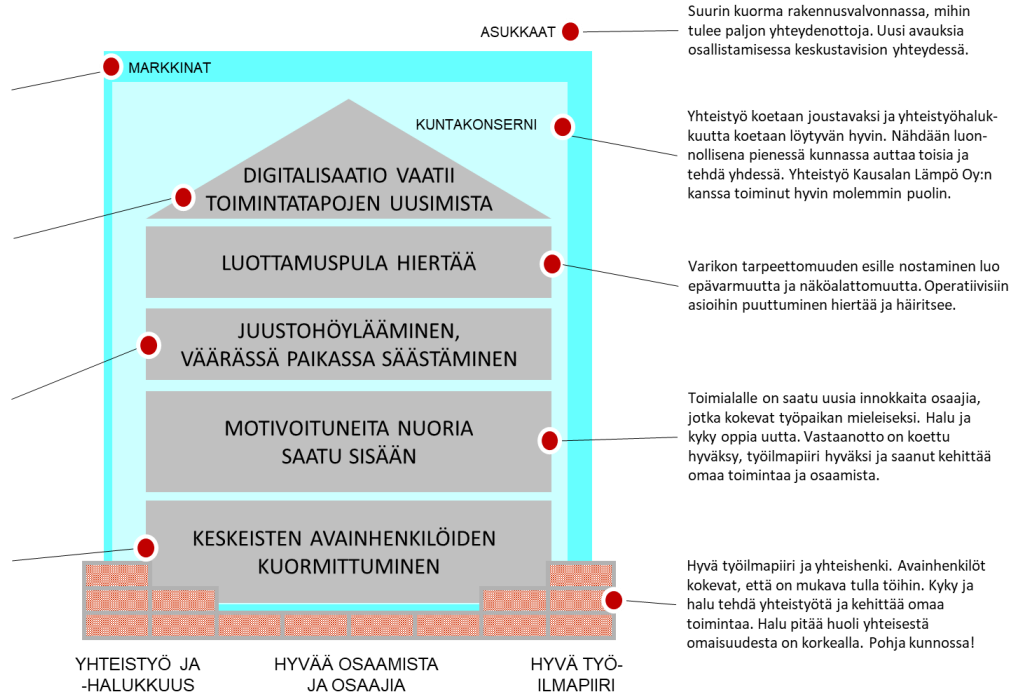 ASUKKAAT
Suurin kuorma rakennusvalvonnassa, mihin
tulee paljon yhteydenottoja. Uusi avauksia
osallistamisessa keskustavision yhteydessä.
MARKKINAT
KUNTAKONSERNI
Yhteistyö koetaan joustavaksi ja yhteistyöhaluk-
kuutta koetaan löytyvän hyvin. Nähdään luon-
nollisena pienessä kunnassa auttaa toisia ja
tehdä yhdessä. Yhteistyö Kausalan Lämpö Oy:n
kanssa toiminut hyvin molemmin puolin.
DIGITALISAATIO VAATII
TOIMINTATAPOJEN UUSIMISTA
LUOTTAMUSPULA HIERTÄÄ
Varikon tarpeettomuuden esille nostaminen luo
epävarmuutta ja näköalattomuutta. Operatiivisiin
asioihin puuttuminen hiertää ja häiritsee.
JUUSTOHÖYLÄÄMINEN,
VÄÄRÄSSÄ PAIKASSA SÄÄSTÄMINEN
MOTIVOITUNEITA NUORIA
SAATU SISÄÄN
Toimialalle on saatu uusia innokkaita osaajia,
jotka kokevat työpaikan mieleiseksi. Halu ja
kyky oppia uutta. Vastaanotto on koettu
hyväksy, työilmapiiri hyväksi ja saanut kehittää
omaa toimintaa ja osaamista.
KESKEISTEN AVAINHENKILÖIDEN
KUORMITTUMINEN
Hyvä työilmapiiri ja yhteishenki. Avainhenkilöt
kokevat, että on mukava tulla töihin. Kyky ja
halu tehdä yhteistyötä ja kehittää omaa
toimintaa. Halu pitää huoli yhteisestä
omaisuudesta on korkealla. Pohja kunnossa!
YHTEISTYÖ JA
-HALUKKUUS
HYVÄÄ OSAAMISTA
JA OSAAJIA
HYVÄ TYÖ-
ILMAPIIRI